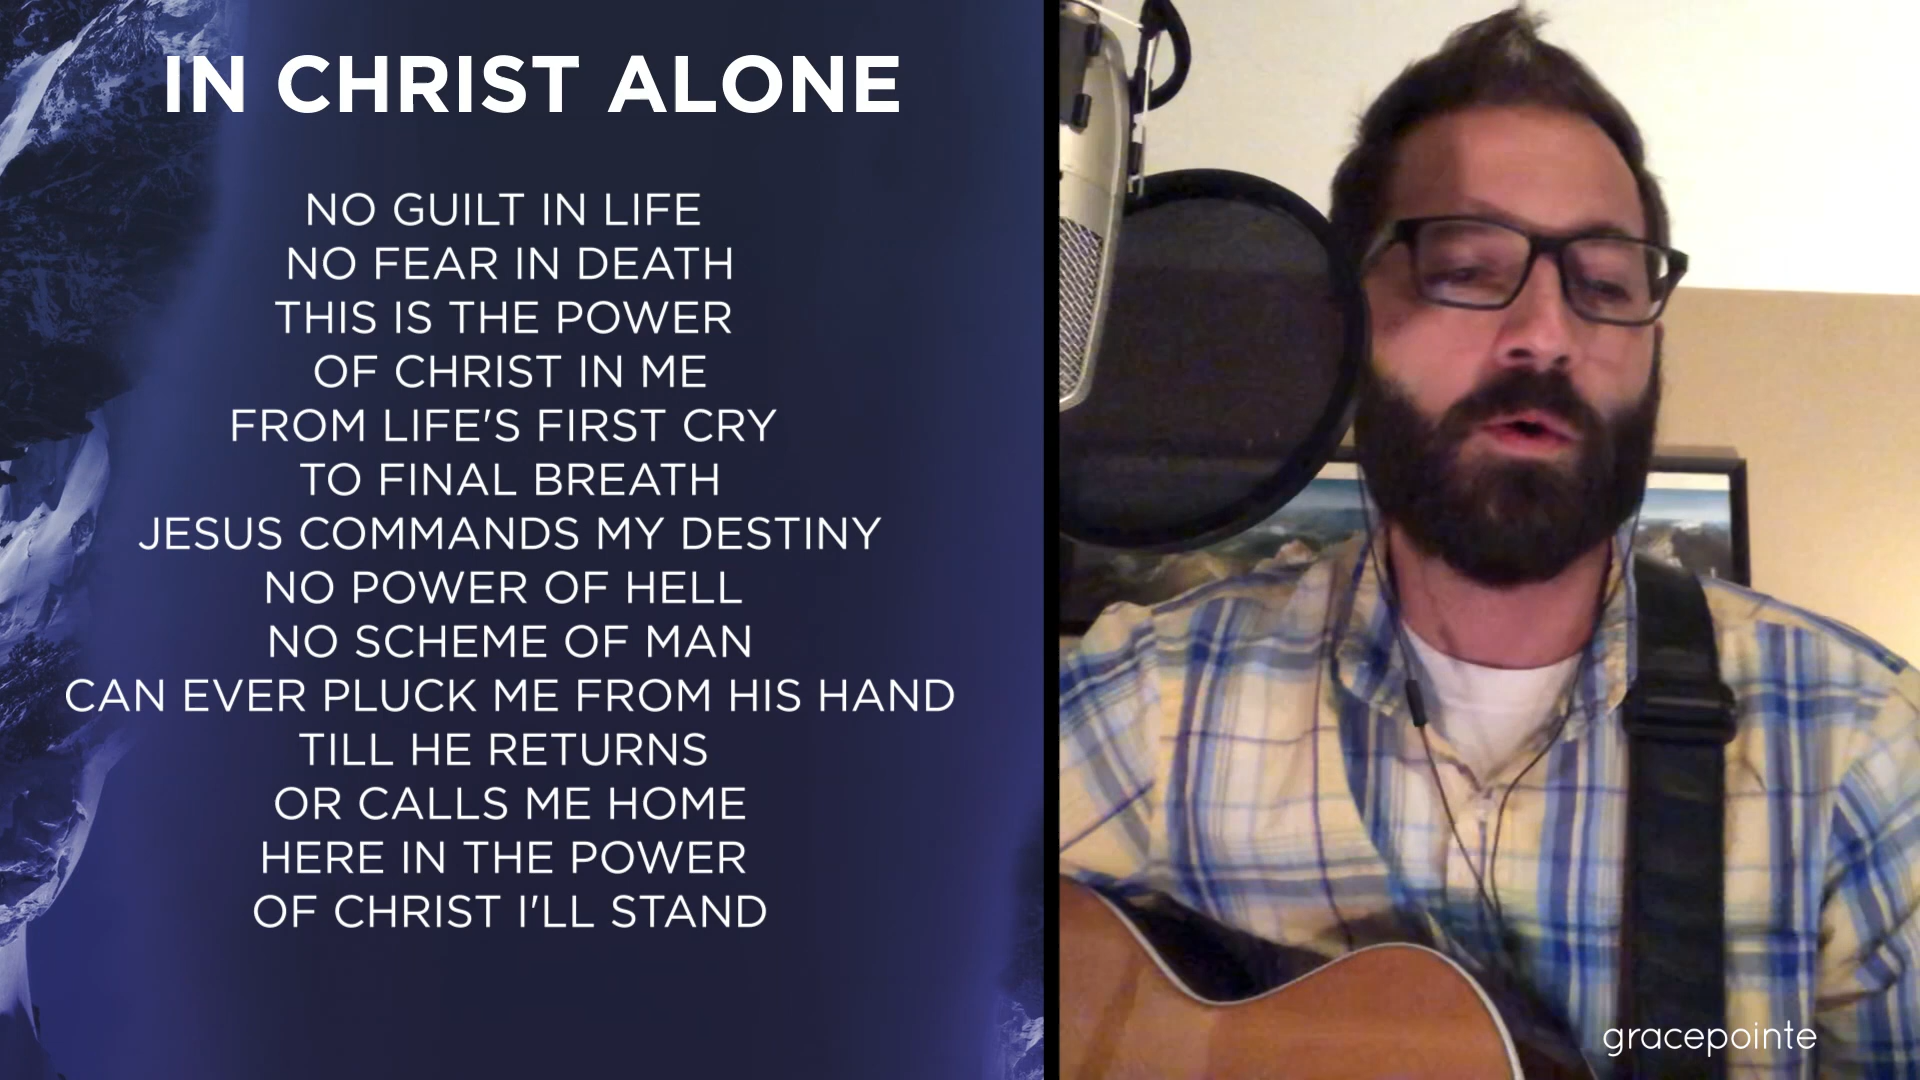 IN CHRIST ALONE
NO GUILT IN LIFE
NO FEAR IN DEATH
THIS IS THE POWER
OF CHRIST IN ME
FROM LIFE'S FIRST CRY
TO FINAL BREATH
JESUS COMMANDS MY DESTINY
NO POWER OF HELL
NO SCHEME OF MAN
CAN EVER PLUCK ME FROM HIS HAND
TILL HE RETURNS
OR CALLS ME HOME
HERE IN THE POWER
OF CHRIST I'LL STAND
gracepointe